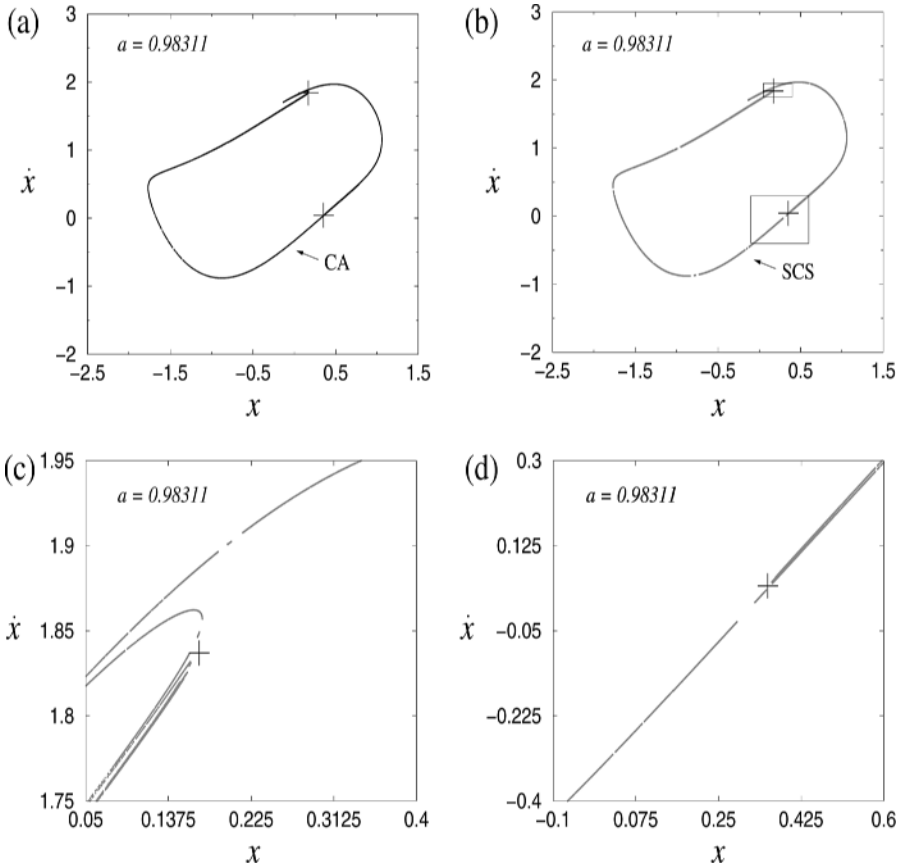 (a)
a = 0.98311
3
2
1
0
−1
−2
ẋ
CA
−2.5 −1.5 −0.5 0.5 1.5
x
(b)
a = 0.98311
3
2
1
0
−1
−2
ẋ
SCS
−2.5 −1.5 −0.5 0.5 1.5
x
(c)
a = 0.98311
1.95
1.9
1.85
1.8
1.75
ẋ
0.05 0.1375 0.225 0.3125 0.4
x
(d)
a = 0.98311
0.3
0.125
−0.05
−0.225
−0.4
ẋ
−0.1 0.075 0.25 0.425 0.6
x